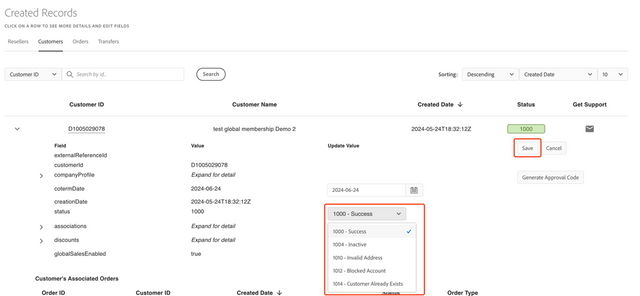 Created Records
CLICK ON A ROW TO SEE MORE DETAILS AND EDIT FIELDS
Resellers Customers Orders Transfers
Customer ID Search by id.. Search Sorting: Descending Created Date 10
Customer ID Customer Name Created Date Status Get Support
D1005029078 test global membership Demo 2 2024-05-24T18:32:12Z 1000
Field Value Update Value Save Cancel
externalReferenceId
customerId D1005029078
companyProfile Expand for detail Generate Approval Code
cotermDate 2024-06-24 2024-06-24
creationDate 2024-05-24T18:32:12Z
status 1000 1000 - Success
associations Expand for detail 1000 - Success
1004 - Inactive
discounts Expand for detail 1010 - Invalid Address
globalSalesEnabled true 1012 - Blocked Account
1014 - Customer Already Exists
Customer's Associated Orders
Order ID Customer ID Created Date Status Order Type